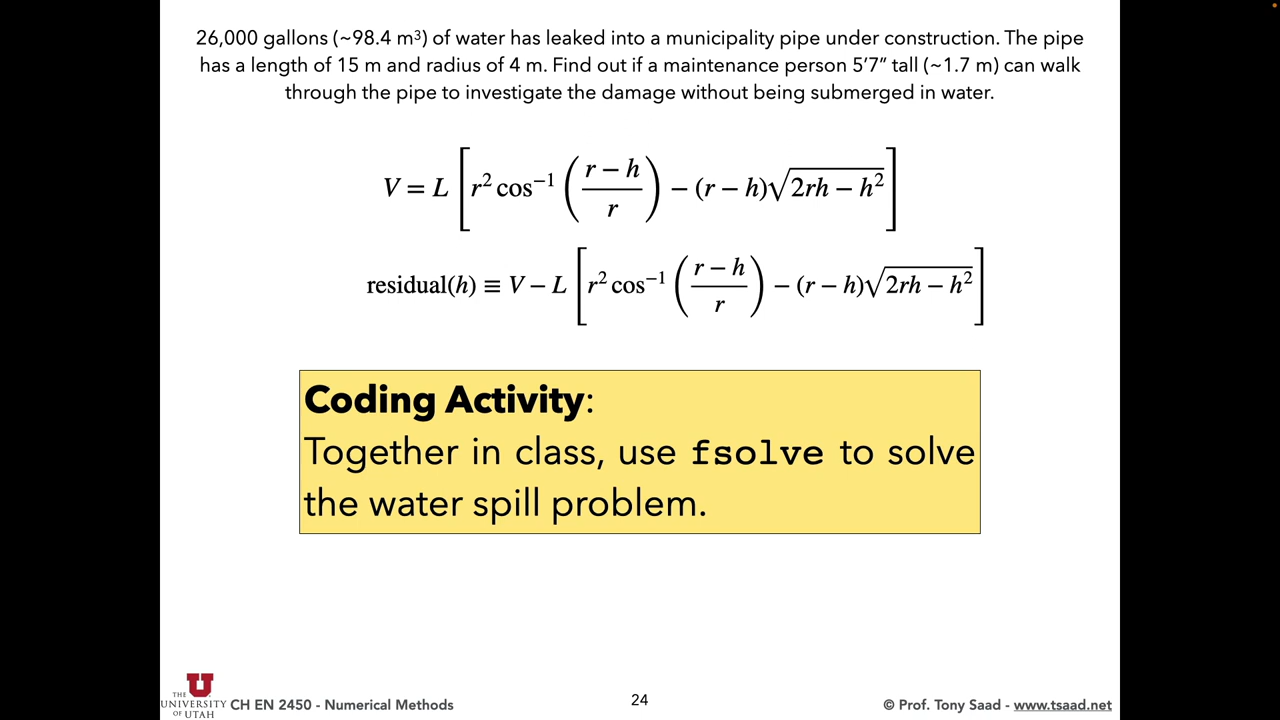 26,000 gallons (~98.4 m³) of water has leaked into a municipality pipe under construction. The pipe
has a length of 15 m and radius of 4 m. Find out if a maintenance person 5’7” tall (~1.7 m) can walk
through the pipe to investigate the damage without being submerged in water.
V = L [ r² cos⁻¹ ( (r − h) / r ) − (r − h)√(2rh − h²) ]
residual(h) ≡ V − L [ r² cos⁻¹ ( (r − h) / r ) − (r − h)√(2rh − h²) ]
Coding Activity:
Together in class, use fsolve to solve
the water spill problem.
THE
U
UNIVERSITY
OF UTAH
CH EN 2450 - Numerical Methods
24
© Prof. Tony Saad - www.tsaad.net